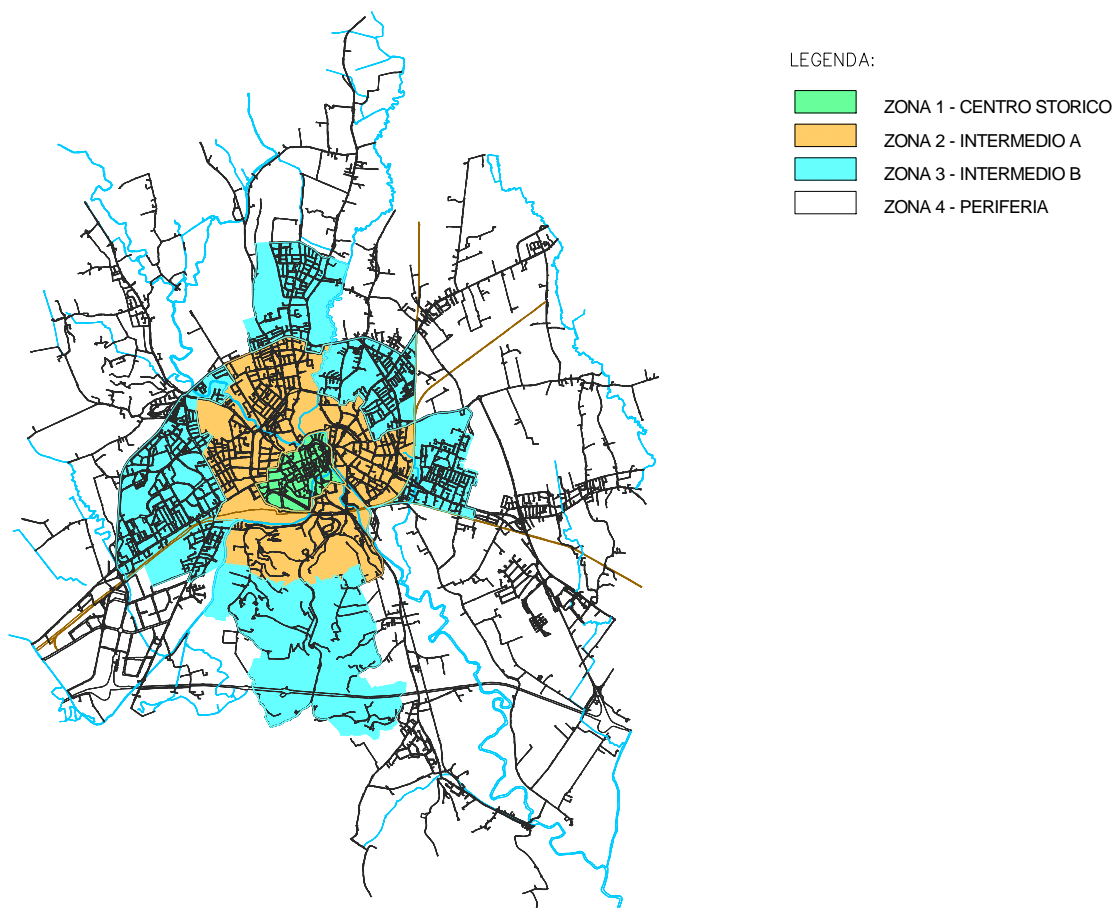 LEGENDA:
ZONA 1 - CENTRO STORICO
ZONA 2 - INTERMEDIO A
ZONA 3 - INTERMEDIO B
ZONA 4 - PERIFERIA